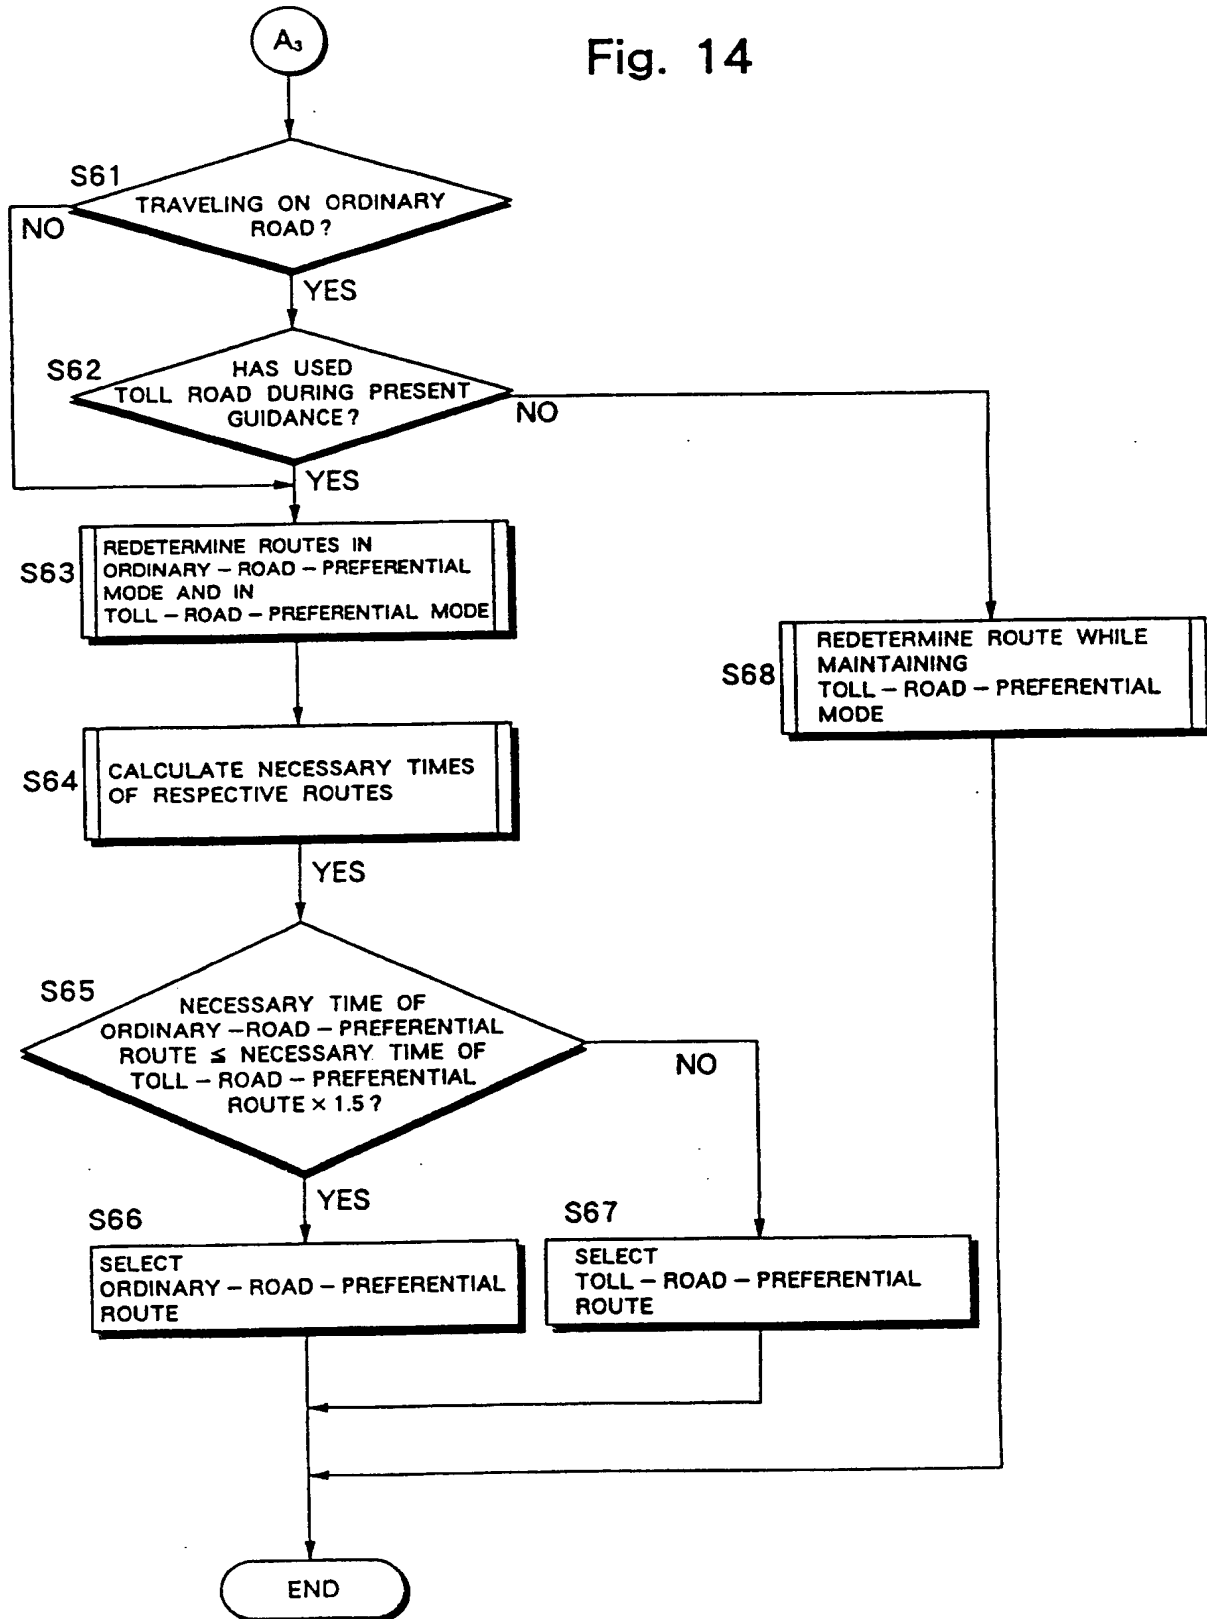 A₃
Fig. 14
S61
TRAVELING ON ORDINARY
ROAD?
NO
YES
S62
HAS USED
TOLL ROAD DURING PRESENT
GUIDANCE?
NO
YES
S63
REDETERMINE ROUTES IN
ORDINARY-ROAD-PREFERENTIAL
MODE AND IN
TOLL-ROAD-PREFERENTIAL MODE
S68
REDETERMINE ROUTE WHILE
MAINTAINING
TOLL-ROAD-PREFERENTIAL
MODE
S64
CALCULATE NECESSARY TIMES
OF RESPECTIVE ROUTES
YES
S65
NECESSARY TIME OF
ORDINARY-ROAD-PREFERENTIAL
ROUTE ≦ NECESSARY TIME OF
TOLL-ROAD-PREFERENTIAL
ROUTE × 1.5?
NO
YES
S66
SELECT
ORDINARY-ROAD-PREFERENTIAL
ROUTE
S67
SELECT
TOLL-ROAD-PREFERENTIAL
ROUTE
END